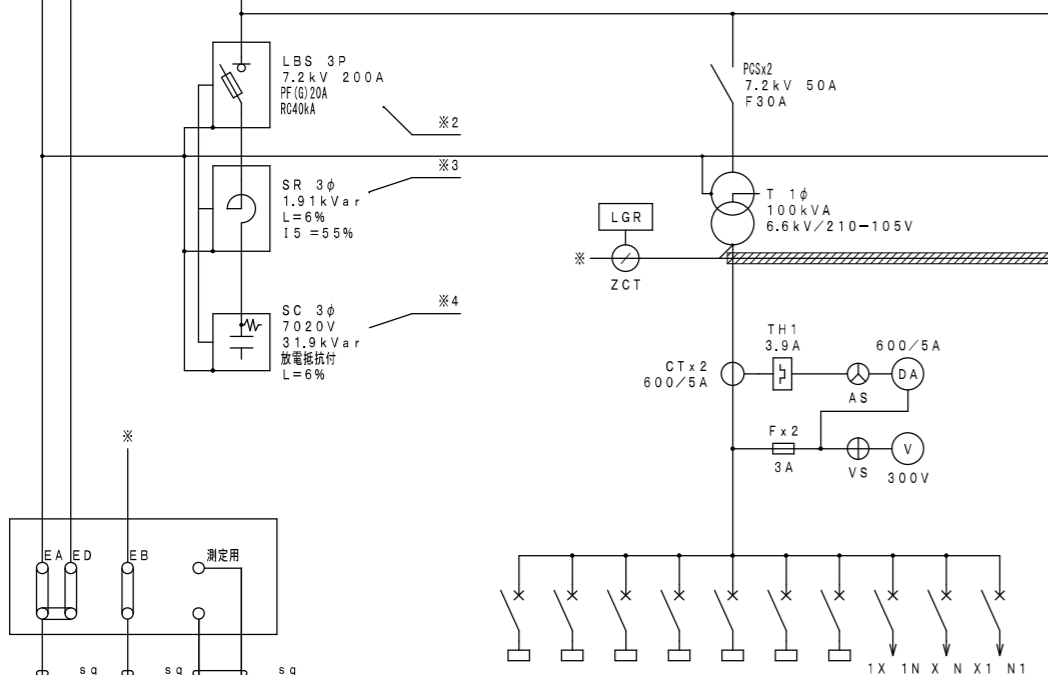 LBS 3P
7.2kV 200A
PF(G)20A
RC40kA
※2
PCSx2
7.2kV 50A
F30A
※3
SR 3φ
1.91kVar
L=6%
I5 =55%
T 1φ
100kVA
6.6kV/210-105V
LGR
※
ZCT
※4
SC 3φ
7020V
31.9kVar
放電抵抗付
L=6%
TH1
3.9A
600/5A
CTx2
600/5A
DA
AS
Fx2
3A
VS
V
300V
※
EA ED EB 測定用
sg sg sg
1X 1N X N X1 N1